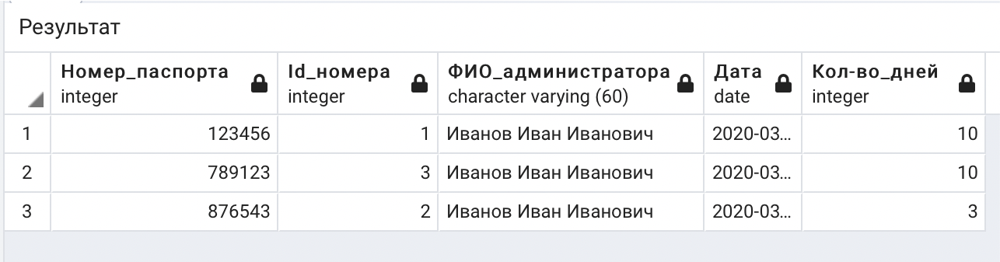 Результат
Номер_паспорта Id_номера ФИО_администратора Дата Кол-во_дней
integer integer character varying (60) date integer
1 123456 1 Иванов Иван Иванович 2020-03... 10
2 789123 3 Иванов Иван Иванович 2020-03... 10
3 876543 2 Иванов Иван Иванович 2020-03... 3